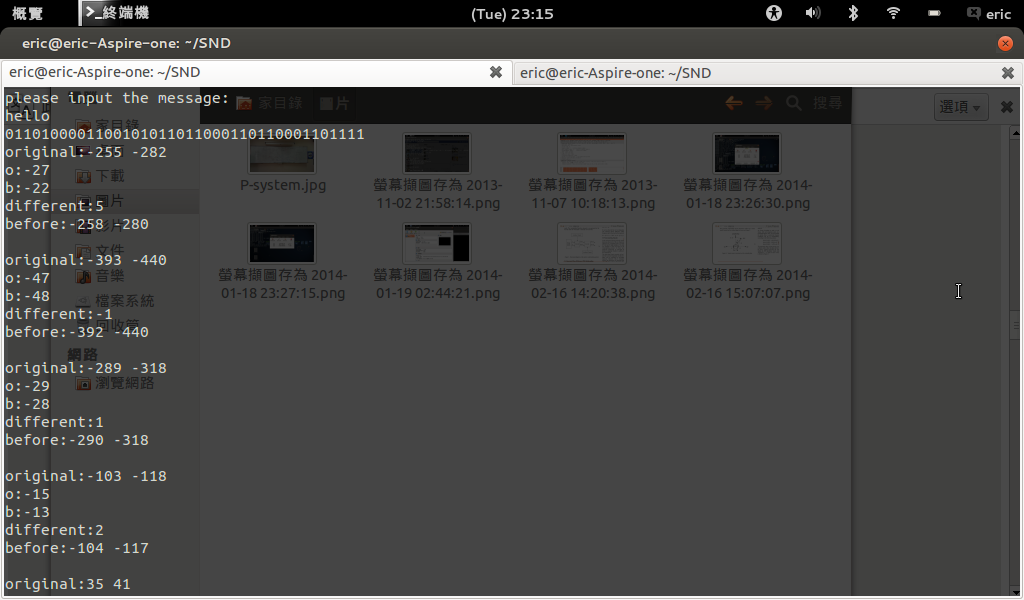 概覽 終端機 (Tue) 23:15 eric
eric@eric-Aspire-one: ~/SND
eric@eric-Aspire-one: ~/SND eric@eric-Aspire-one: ~/SND
please input the message:
hello
0110100001100101011011000110110001101111
original:-255 -282
o:-27
b:-22
different:5
before:-258 -280
original:-393 -440
o:-47
b:-48
different:-1
before:-392 -440
original:-289 -318
o:-29
b:-28
different:1
before:-290 -318
original:-103 -118
o:-15
b:-13
different:2
before:-104 -117
original:35 41
家目錄 圖片 搜尋 選項
家目錄
下載
圖片
影片
文件
音樂
檔案系統
回收筒
網路
瀏覽網路
P-system.jpg
螢幕擷圖存為 2013-
11-02 21:58:14.png
螢幕擷圖存為 2013-
11-07 10:18:13.png
螢幕擷圖存為 2014-
01-18 23:26:30.png
螢幕擷圖存為 2014-
01-18 23:27:15.png
螢幕擷圖存為 2014-
01-19 02:44:21.png
螢幕擷圖存為 2014-
02-16 14:20:38.png
螢幕擷圖存為 2014-
02-16 15:07:07.png